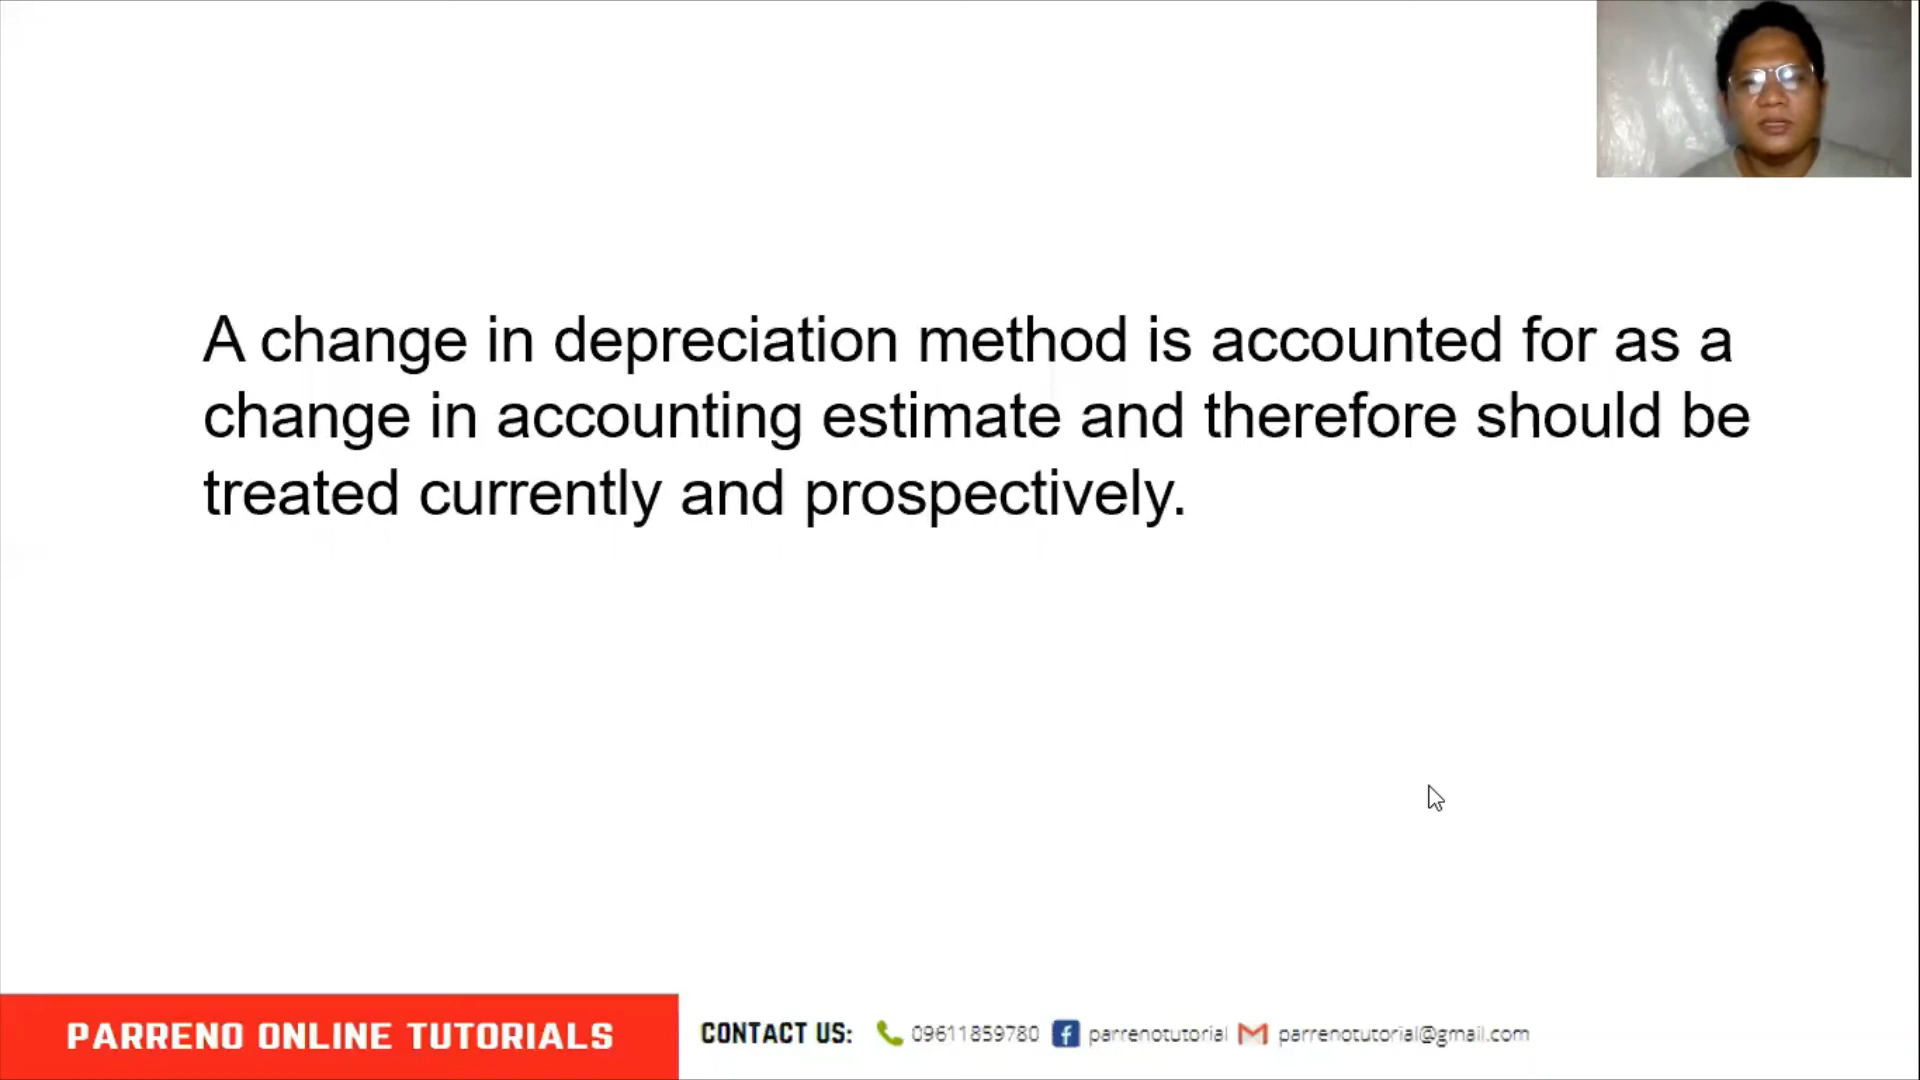 A change in depreciation method is accounted for as a
change in accounting estimate and therefore should be
treated currently and prospectively.
PARRENO ONLINE TUTORIALS
CONTACT US: 09611859780 parrenotutorial parrenotutorial@gmail.com